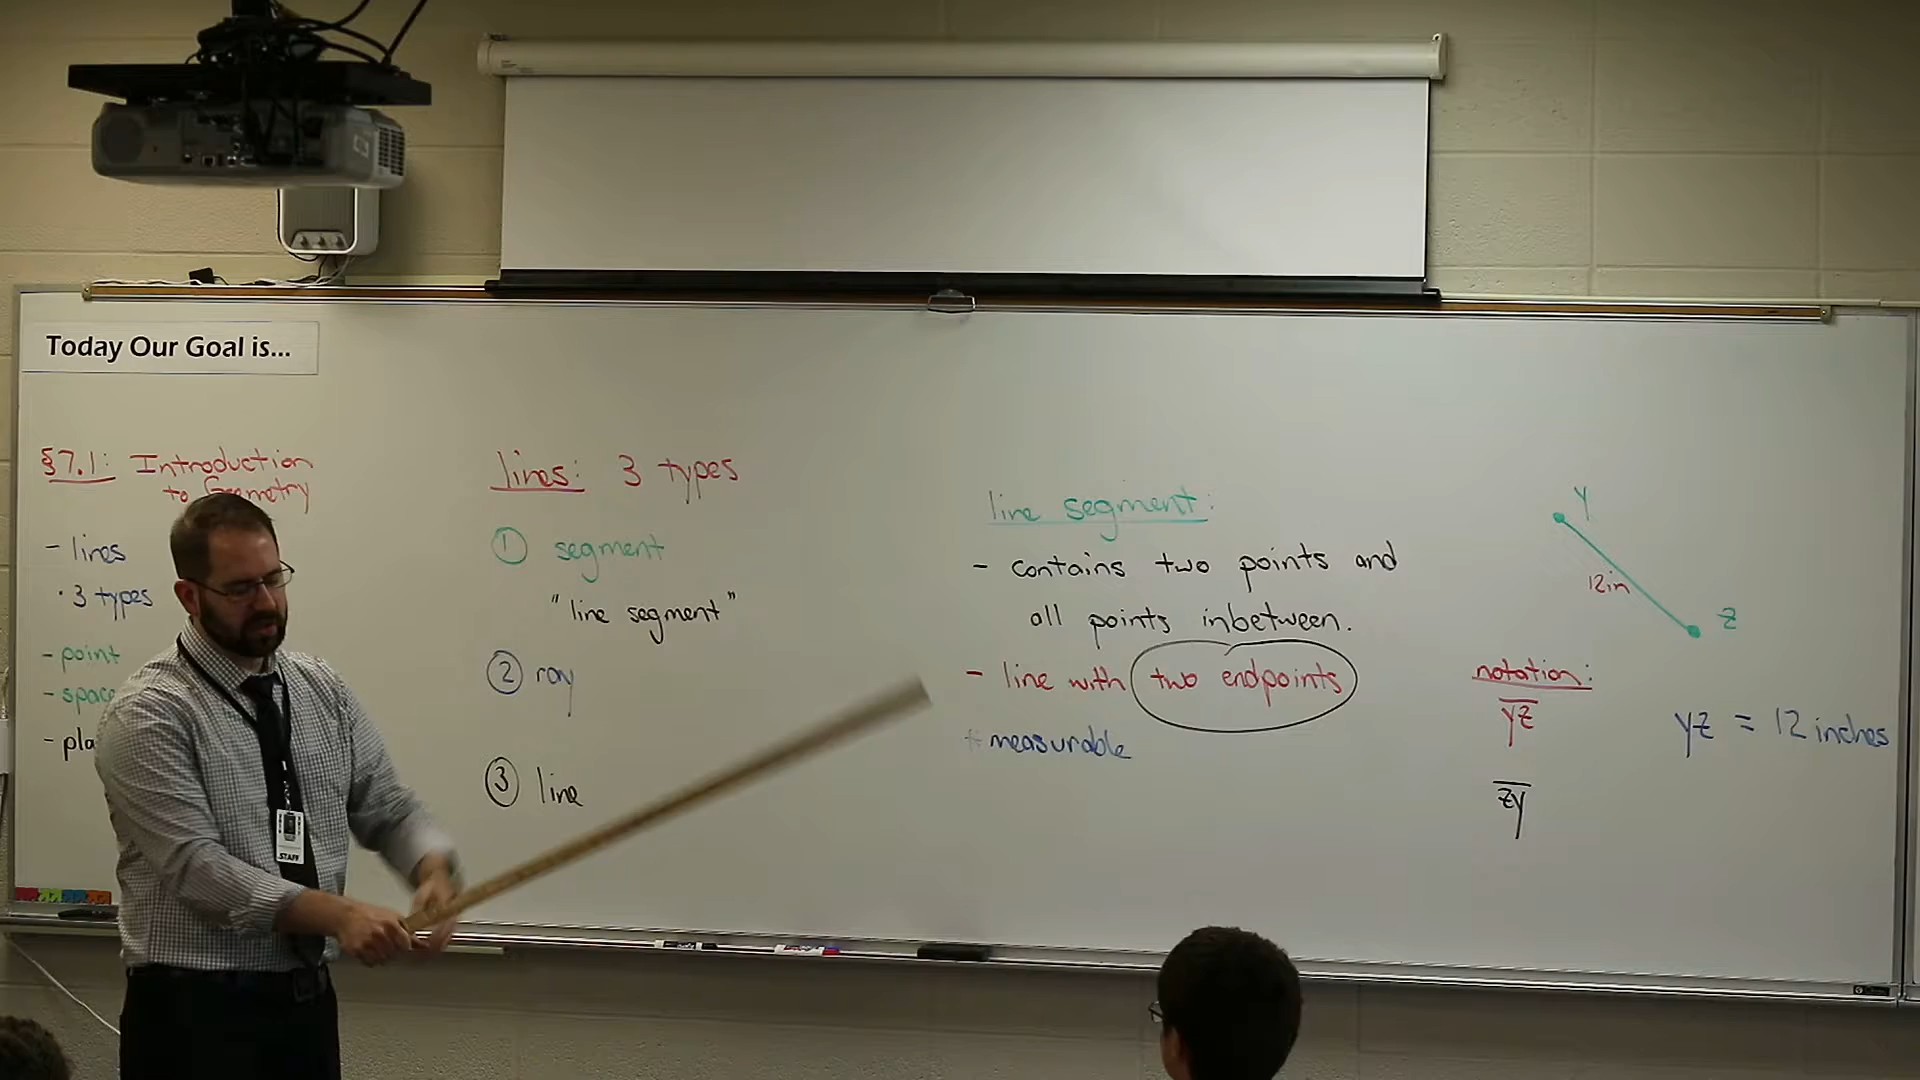 Today Our Goal is...
§7.1: Introduction
to Geometry
- lines
· 3 types
- point
- space
- pla
lines: 3 types
① segment
"line segment"
② ray
③ line
line segment:
- contains two points and
all points inbetween.
- line with two endpoints
* measurable
Y
12in
Z
notation:
YZ
ZY
YZ = 12 inches
STAFF